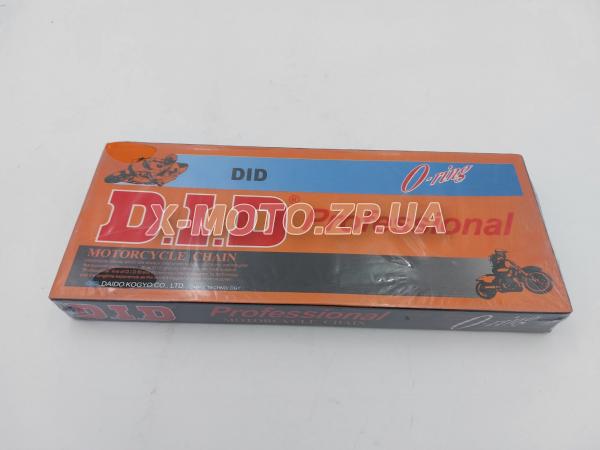 DID
O-ring
D.I.D® Professional
X-MOTO.ZP.UA
MOTORCYCLE CHAIN
DAIDO KOGYO CO., LTD.
D.I.D Professional
MOTORCYCLE CHAIN
O-ring